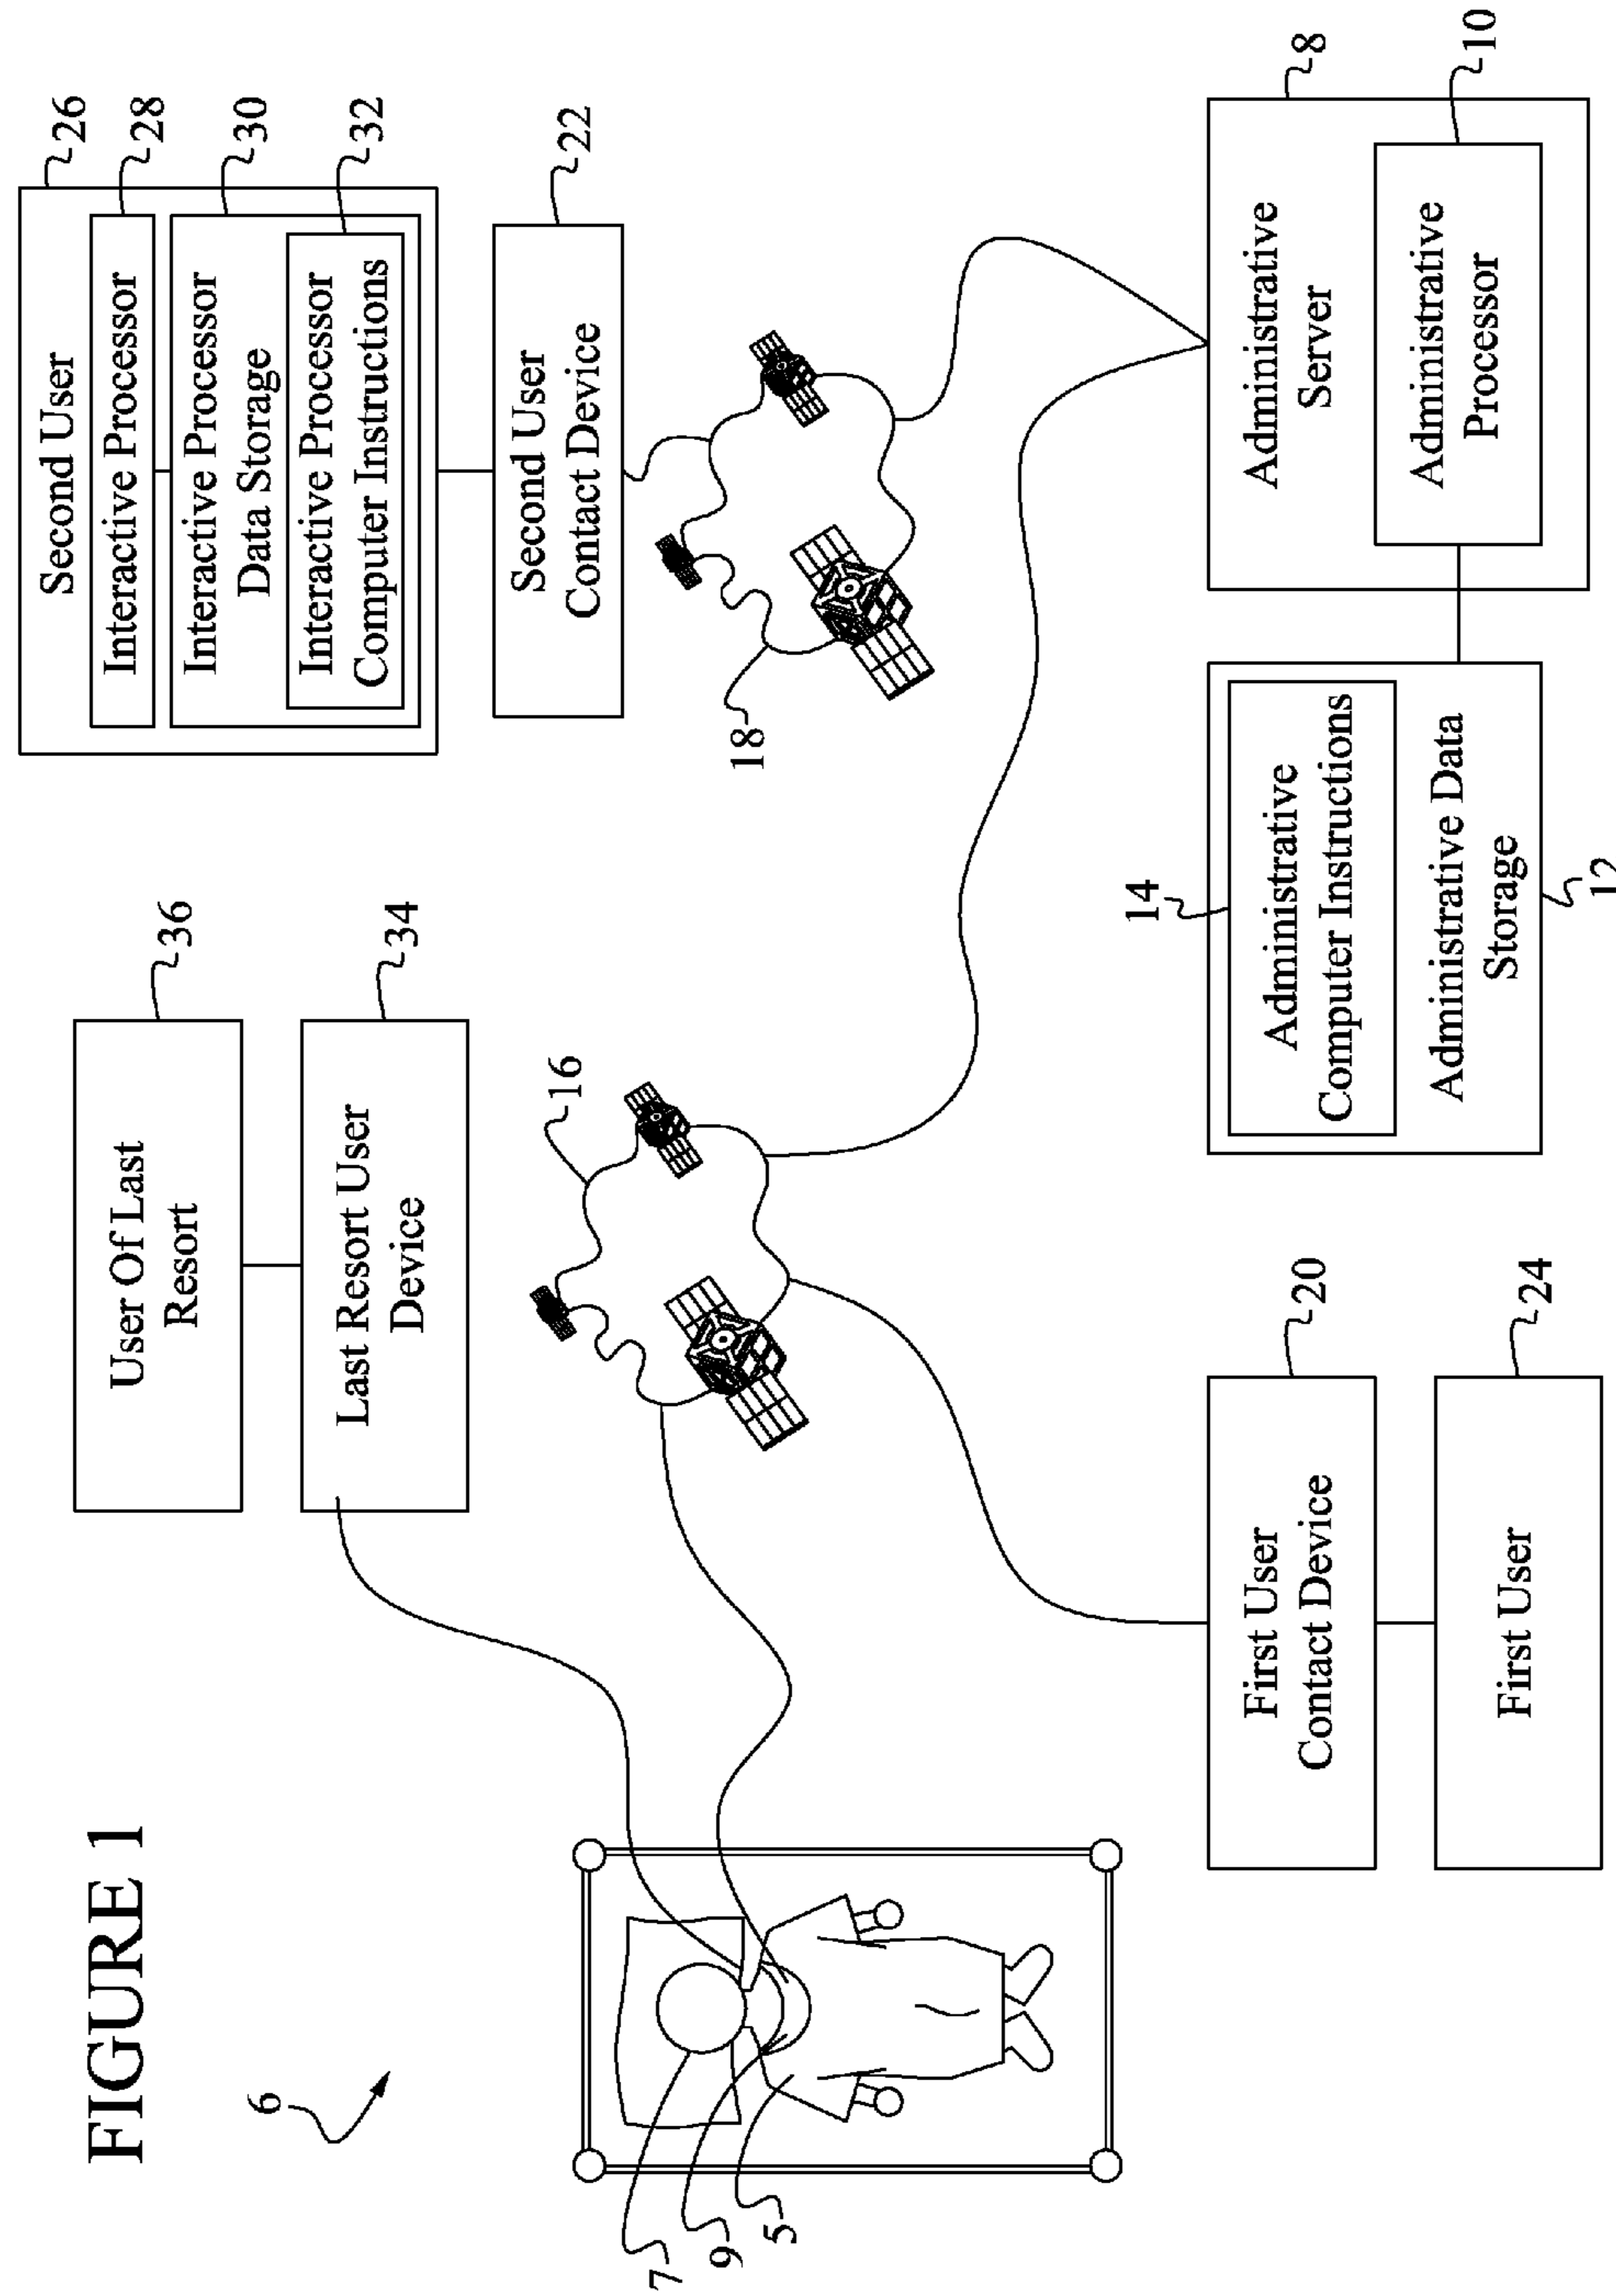 FIGURE 1
6
User Of Last
Resort
36
Last Resort User
Device
34
Second User
26
Interactive Processor
28
Interactive Processor
Data Storage
30
Interactive Processor
Computer Instructions
32
Second User
Contact Device
22
16
18
7
9
5
First User
Contact Device
20
First User
24
14
Administrative
Computer Instructions
Administrative Data
Storage
12
Administrative
Server
8
Administrative
Processor
10